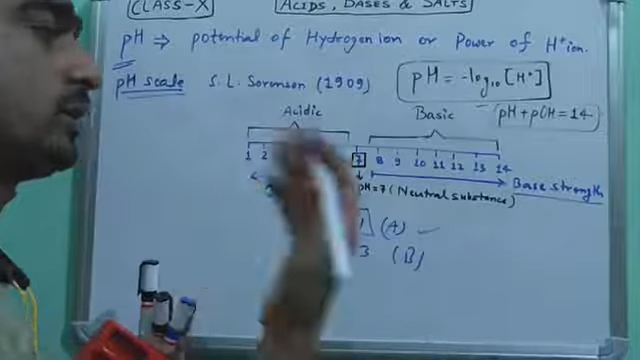 CLASS-X
ACIDS, BASES & SALTS
pH ⇒ potential of Hydrogen ion or Power of H⁺ ion.
pH scale S. L. Sorenson (1909) pH = -log₁₀[H⁺]
pH + pOH = 14
Acidic Basic
1 2 7 8 9 10 11 12 13 14
Base strength
pH=7 (Neutral substance)
1 (A)
3 (B)